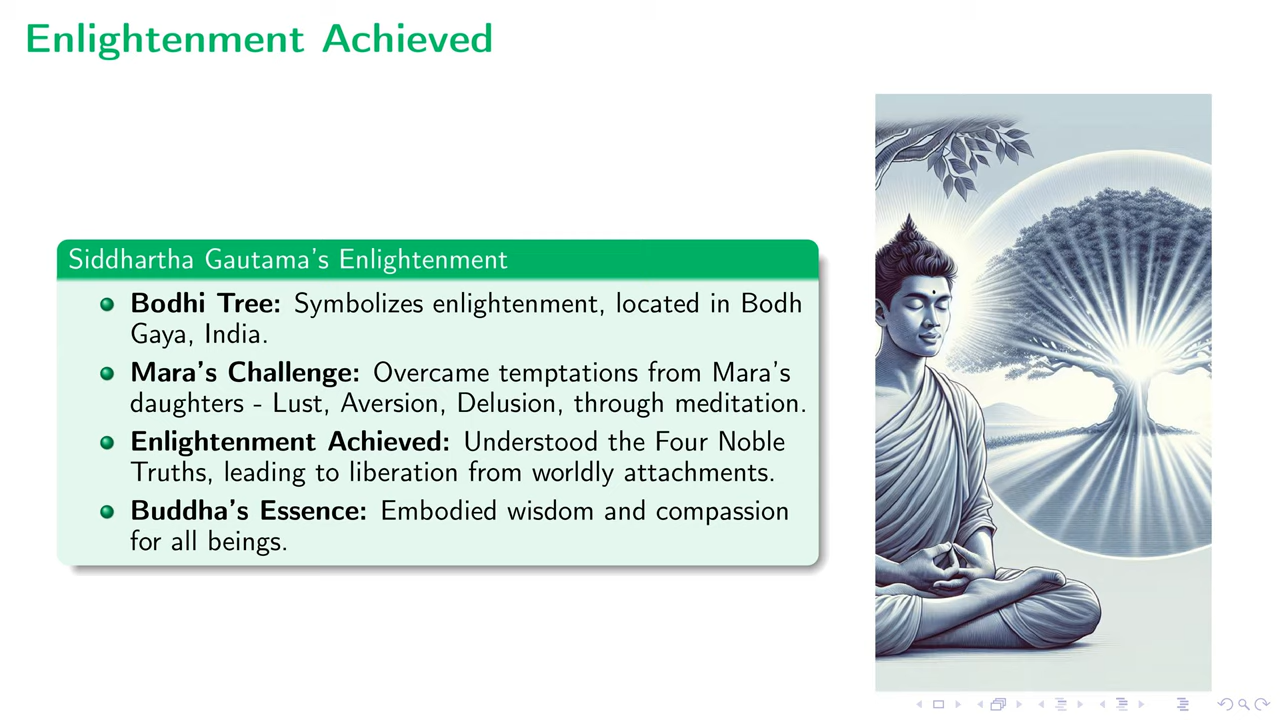 Enlightenment Achieved
Siddhartha Gautama's Enlightenment
Bodhi Tree: Symbolizes enlightenment, located in Bodh
Gaya, India.
Mara's Challenge: Overcame temptations from Mara's
daughters - Lust, Aversion, Delusion, through meditation.
Enlightenment Achieved: Understood the Four Noble
Truths, leading to liberation from worldly attachments.
Buddha's Essence: Embodied wisdom and compassion
for all beings.